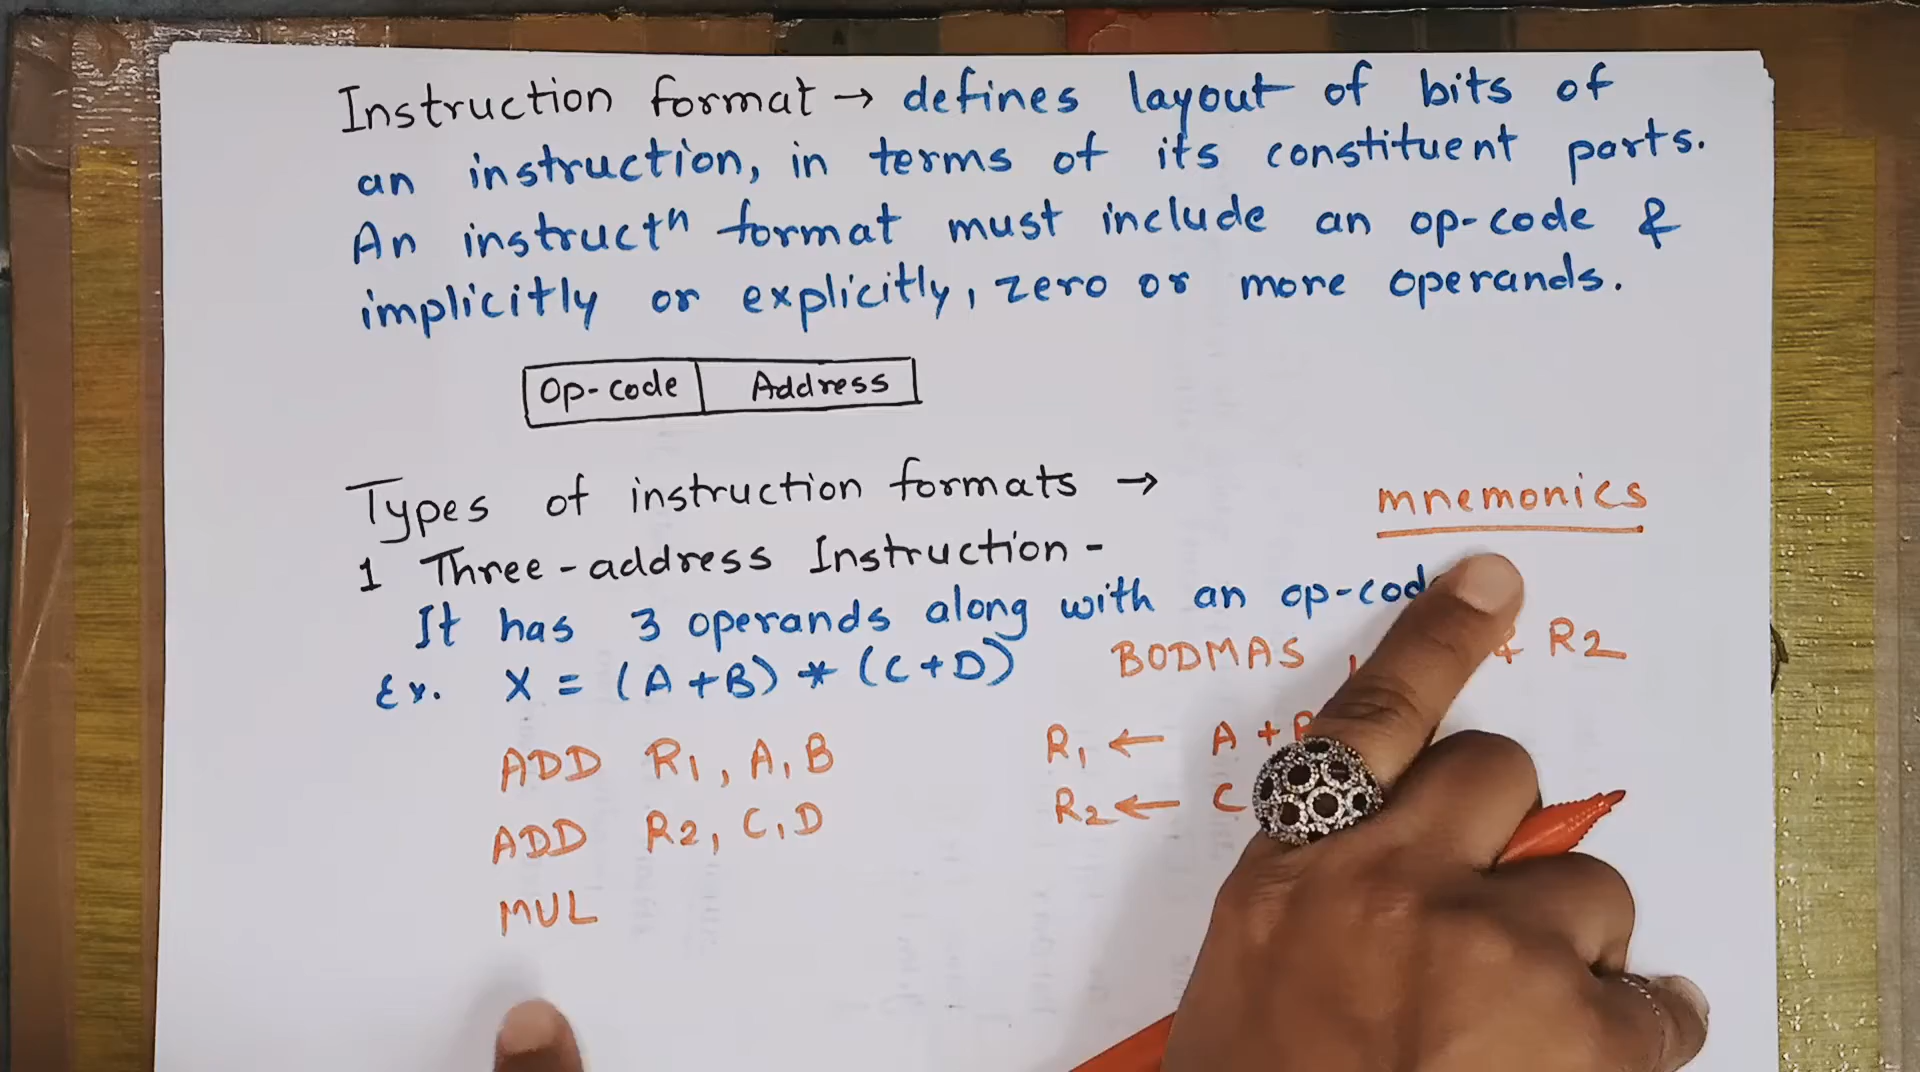 Instruction format → defines layout of bits of
an instruction, in terms of its constituent parts.
An instructⁿ format must include an op-code &
implicitly or explicitly, zero or more operands.
Op-code Address
Types of instruction formats →
mnemonics
1 Three-address Instruction -
It has 3 operands along with an op-cod
Ex. X = (A+B) * (C+D) BODMAS , & R2
ADD R1, A, B R1 ← A +
ADD R2, C, D R2 ← C
MUL